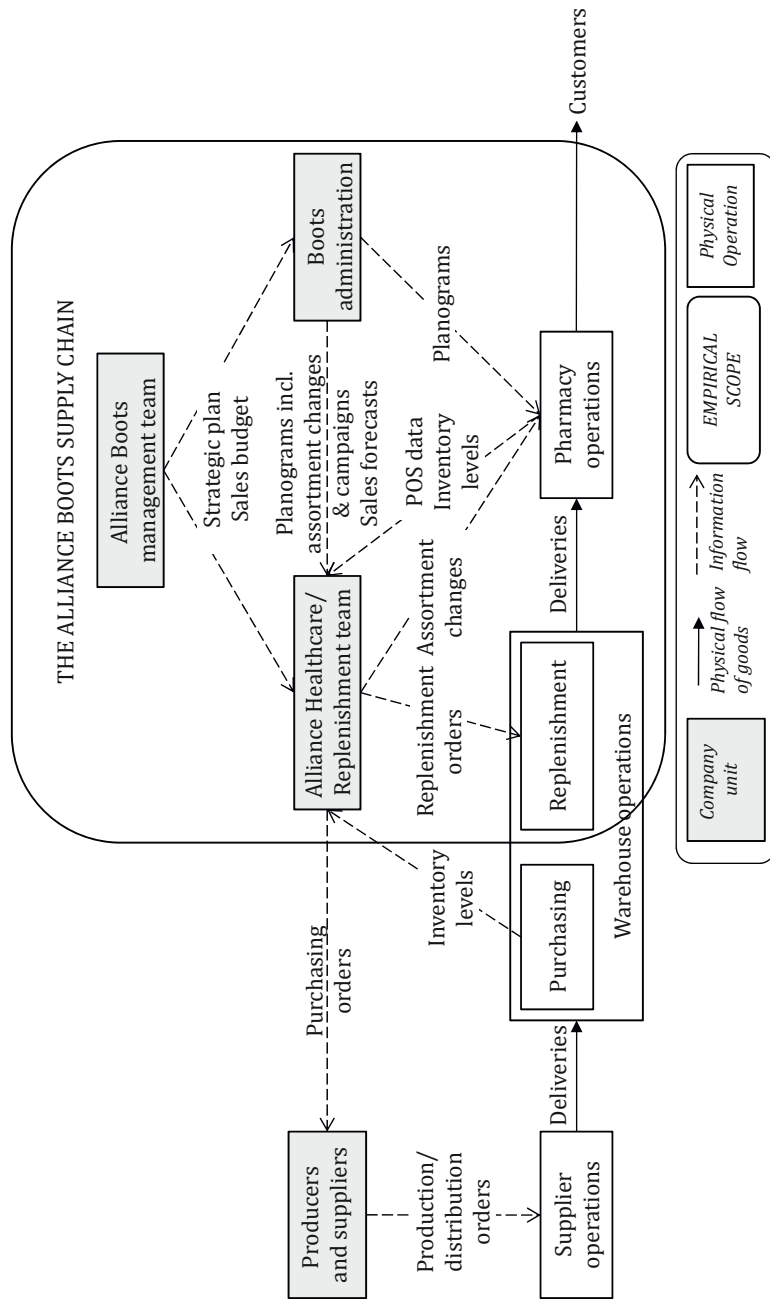 THE ALLIANCE BOOTS SUPPLY CHAIN
Alliance Boots
management team
Strategic plan
Sales budget
Producers
and suppliers
Purchasing
orders
Alliance Healthcare/
Replenishment team
Planograms incl.
assortment changes
& campaigns
Sales forecasts
Boots
administration
Production/
distribution
orders
Inventory
levels
Replenishment
orders
Assortment
changes
POS data
Inventory
levels
Planograms
Supplier
operations
Deliveries
Purchasing
Replenishment
Warehouse operations
Deliveries
Pharmacy
operations
Customers
Company
unit
Physical flow
of goods
Information
flow
EMPIRICAL
SCOPE
Physical
Operation